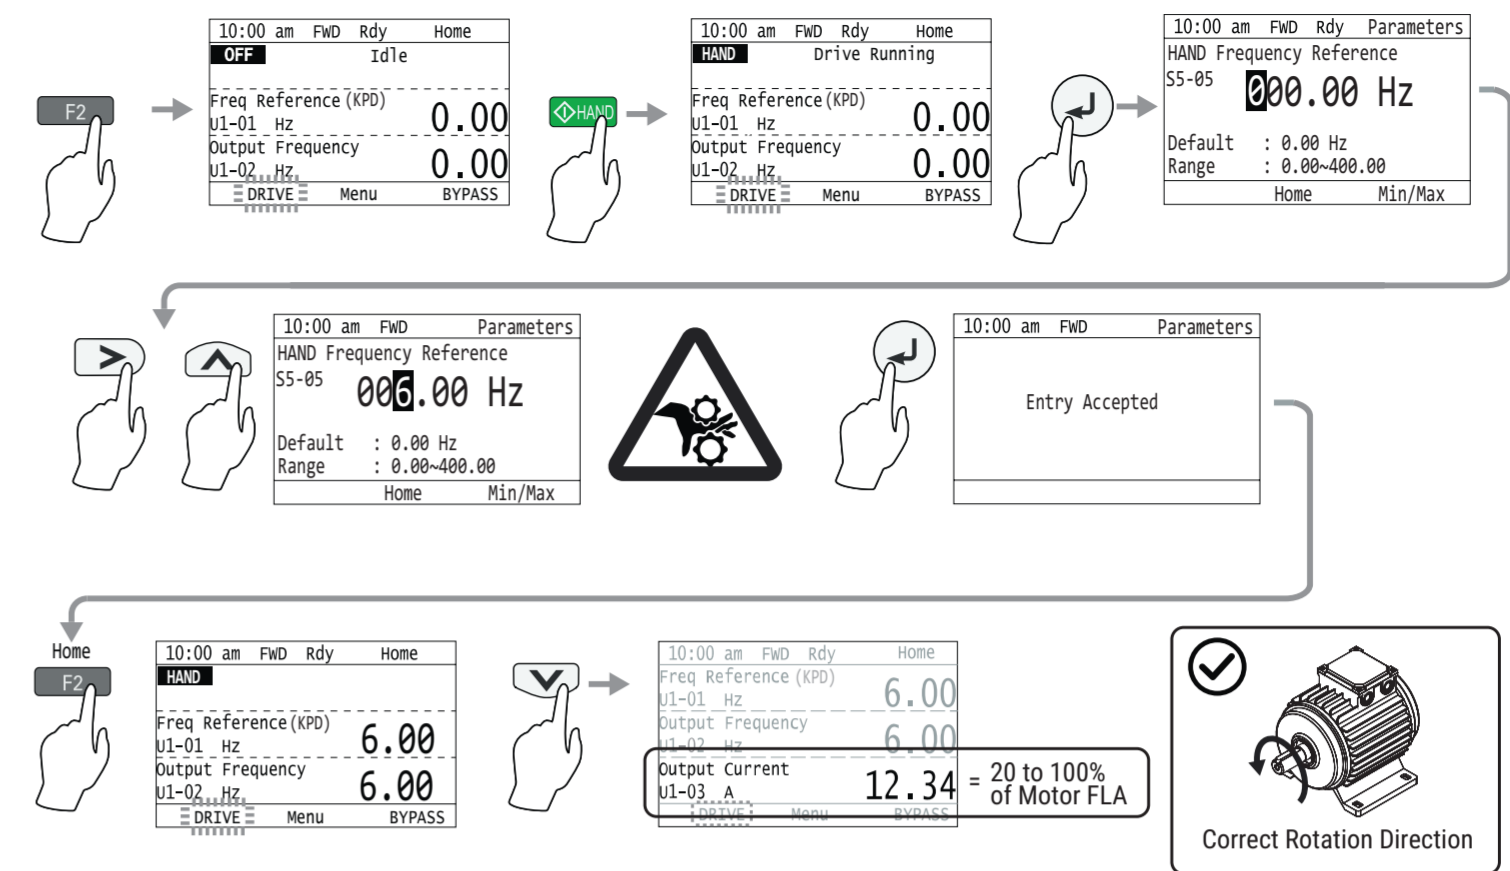 F2
10:00 am FWD Rdy Home
OFF Idle
Freq Reference (KPD)
U1-01 Hz 0.00
Output Frequency
U1-02 Hz 0.00
DRIVE Menu BYPASS
HAND
10:00 am FWD Rdy Home
HAND Drive Running
Freq Reference (KPD)
U1-01 Hz 0.00
Output Frequency
U1-02 Hz 0.00
DRIVE Menu BYPASS
10:00 am FWD Rdy Parameters
HAND Frequency Reference
S5-05 000.00 Hz
Default : 0.00 Hz
Range : 0.00~400.00
Home Min/Max
10:00 am FWD Parameters
HAND Frequency Reference
S5-05 006.00 Hz
Default : 0.00 Hz
Range : 0.00~400.00
Home Min/Max
10:00 am FWD Parameters
Entry Accepted
Home
F2
10:00 am FWD Rdy Home
HAND
Freq Reference (KPD)
U1-01 Hz 6.00
Output Frequency
U1-02 Hz 6.00
DRIVE Menu BYPASS
10:00 am FWD Rdy Home
Freq Reference (KPD)
U1-01 Hz 6.00
Output Frequency
U1-02 Hz 6.00
Output Current
U1-03 A 12.34
DRIVE Menu BYPASS
= 20 to 100%
of Motor FLA
Correct Rotation Direction